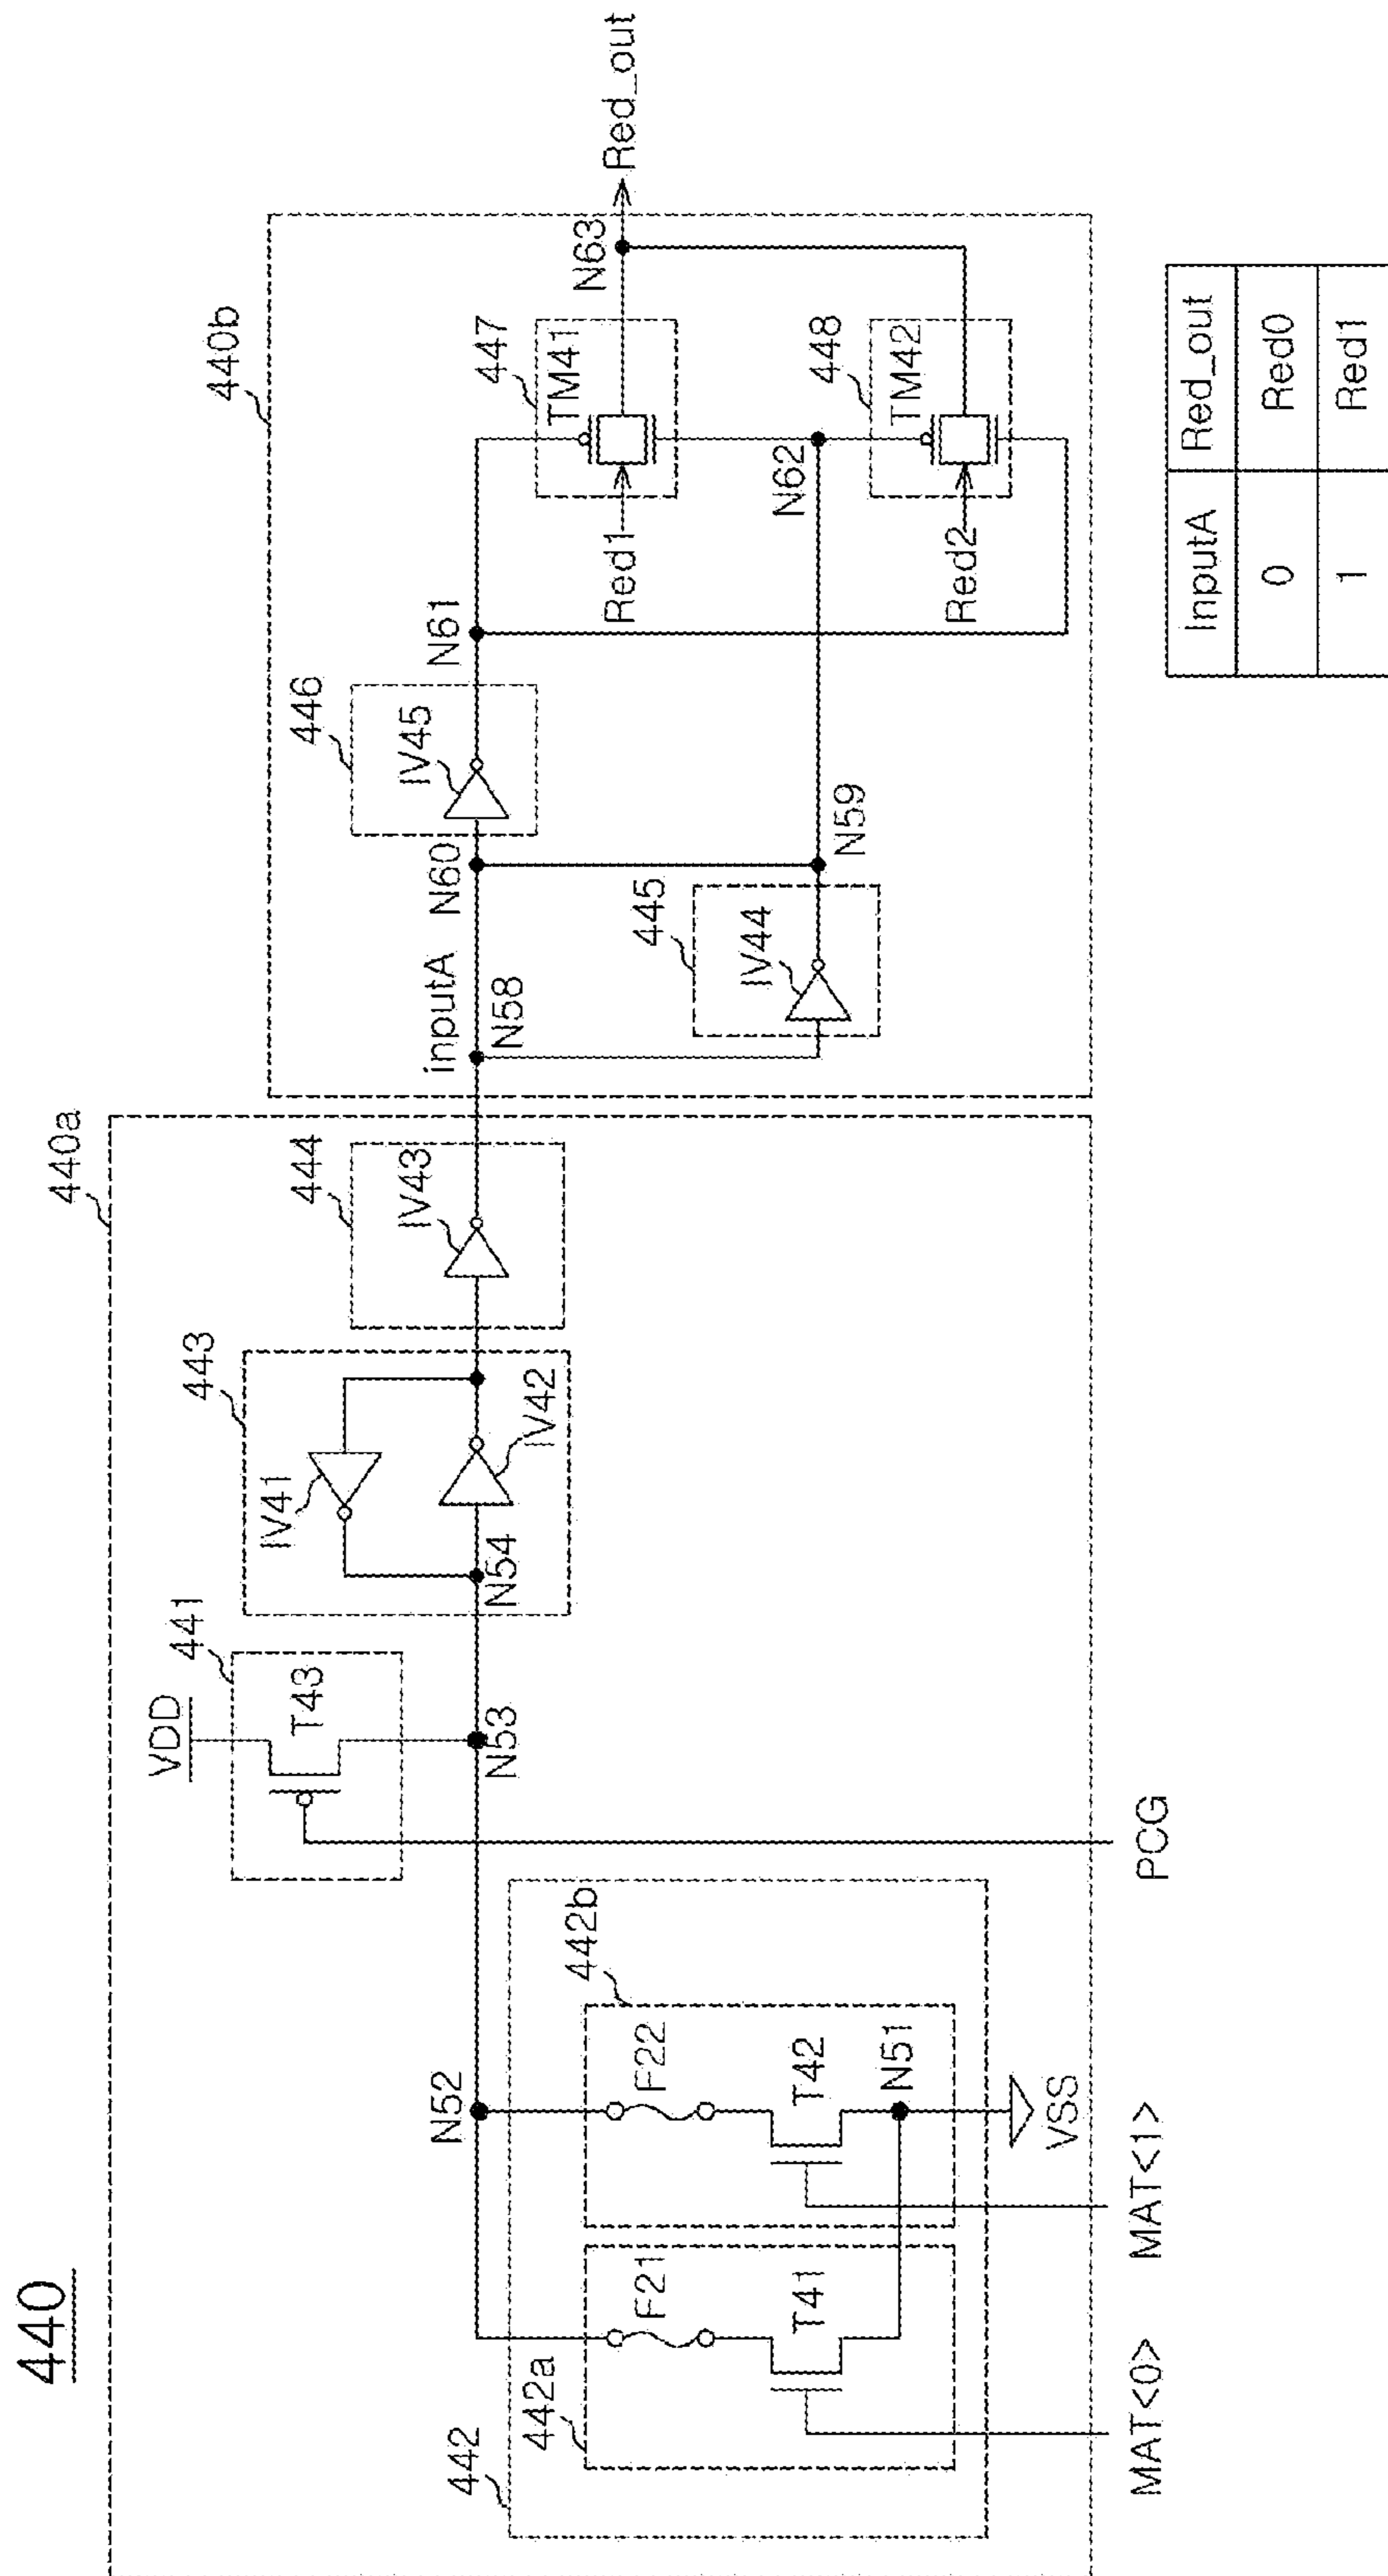 440
440a
440b
442
442a
F21
T41
442b
F22
T42
N51
VSS
N52
MAT<0>
MAT<1>
PCG
VDD
441
T43
N53
443
IV41
N54
IV42
444
IV43
inputA
N58
N60
445
IV44
N59
446
IV45
N61
447
TM41
Red1
N62
448
TM42
Red2
N63
Red_out
InputA Red_out
0 Red0
1 Red1